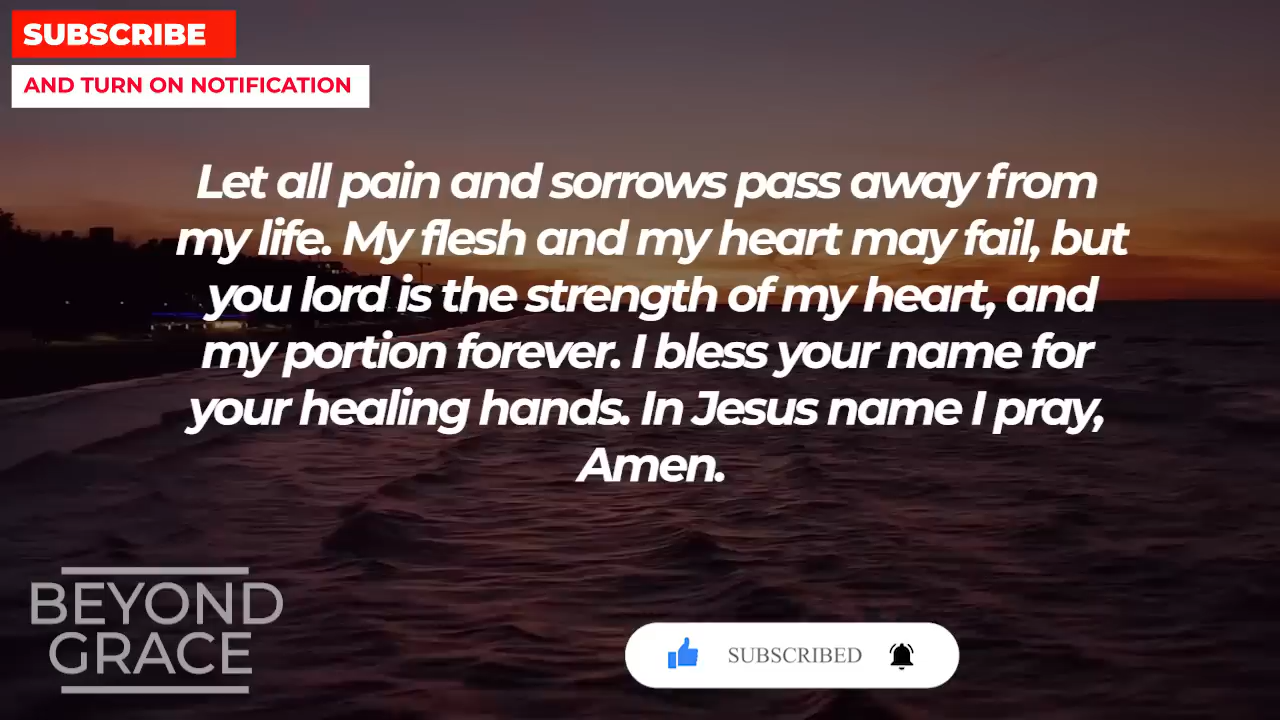 SUBSCRIBE
AND TURN ON NOTIFICATION
Let all pain and sorrows pass away from
my life. My flesh and my heart may fail, but
you lord is the strength of my heart, and
my portion forever. I bless your name for
your healing hands. In Jesus name I pray,
Amen.
BEYOND
GRACE
SUBSCRIBED